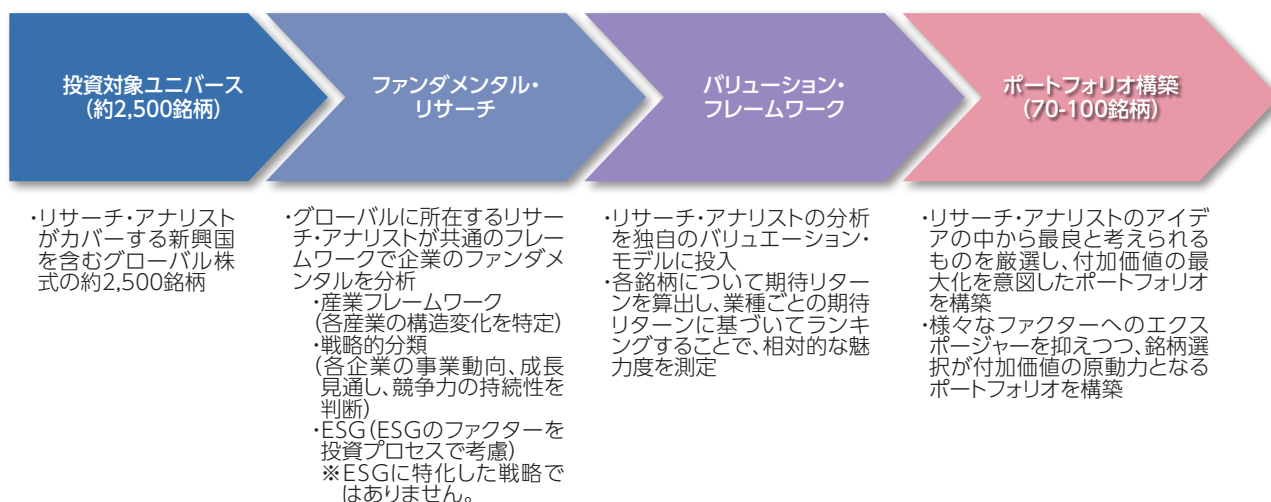 投資対象ユニバース
(約2,500銘柄)
ファンダメンタル・
リサーチ
バリュエーション・
フレームワーク
ポートフォリオ構築
(70-100銘柄)
・リサーチ・アナリスト
がカバーする新興国
を含むグローバル株
式の約2,500銘柄
・グローバルに所在するリサー
チ・アナリストが共通のフレー
ムワークで企業のファンダメ
ンタルを分析
・産業フレームワーク
(各産業の構造変化を特定)
・戦略的分類
(各企業の事業動向、成長
見通し、競争力の持続性を
判断)
・ESG(ESGのファクターを
投資プロセスで考慮)
※ESGに特化した戦略で
はありません。
・リサーチ・アナリストの分析
を独自のバリュエーション・
モデルに投入
・各銘柄について期待リター
ンを算出し、業種ごとの期待
リターンに基づいてランキ
ングすることで、相対的な魅
力度を測定
・リサーチ・アナリストのアイデ
アの中から最良と考えられる
ものを厳選し、付加価値の最
大化を意図したポートフォリオ
を構築
・様々なファクターへのエクス
ポージャーを抑えつつ、銘柄選
択が付加価値の原動力となる
ポートフォリオを構築